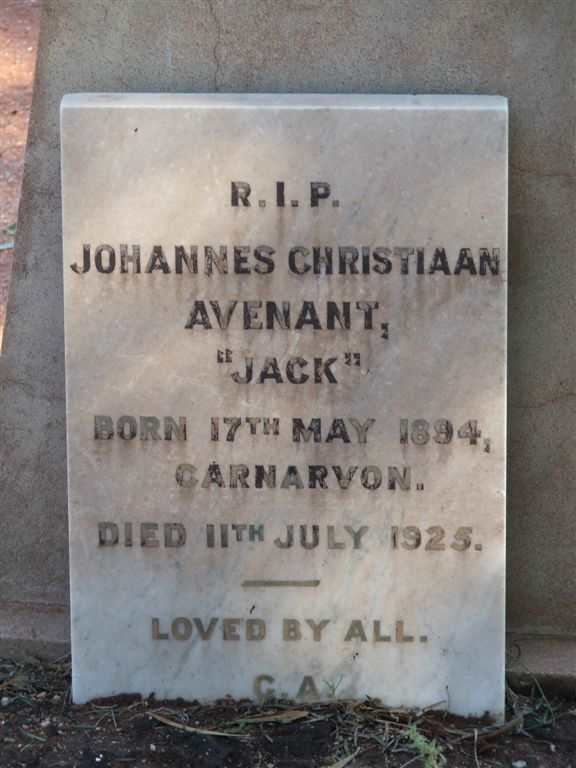 R.I.P.
JOHANNES CHRISTIAAN
AVENANT,
"JACK"
BORN 17TH MAY 1894,
CARNARVON.
DIED 11TH JULY 1925.
LOVED BY ALL.
C.A.